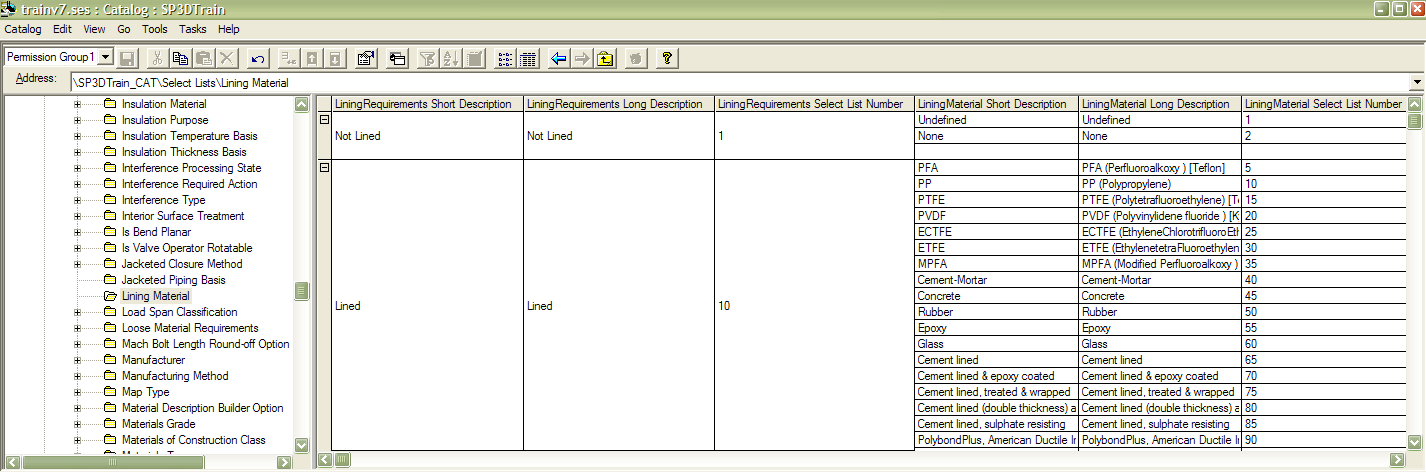 trainv7.ses : Catalog : SP3DTrain
Catalog Edit View Go Tools Tasks Help
Permission Group1
Address: \SP3DTrain_CAT\Select Lists\Lining Material
Insulation Material
Insulation Purpose
Insulation Temperature Basis
Insulation Thickness Basis
Interference Processing State
Interference Required Action
Interference Type
Interior Surface Treatment
Is Bend Planar
Is Valve Operator Rotatable
Jacketed Closure Method
Jacketed Piping Basis
Lining Material
Load Span Classification
Loose Material Requirements
Mach Bolt Length Round-off Option
Manufacturer
Manufacturing Method
Map Type
Material Description Builder Option
Materials Grade
Materials of Construction Class
LiningRequirements Short Description LiningRequirements Long Description LiningRequirements Select List Number LiningMaterial Short Description LiningMaterial Long Description LiningMaterial Select List Number
Undefined Undefined 1
Not Lined Not Lined 1 None None 2
PFA PFA (Perfluoroalkoxy ) [Teflon] 5
PP PP (Polypropylene) 10
PTFE PTFE (Polytetrafluoroethylene) [T 15
PVDF PVDF (Polyvinylidene fluoride ) [K 20
ECTFE ECTFE (EthyleneChlorotrifluoroEt 25
ETFE ETFE (EthylenetetraFluoroethylen 30
MPFA MPFA (Modified Perfluoroalkoxy ) 35
Cement-Mortar Cement-Mortar 40
Concrete Concrete 45
Lined Lined 10 Rubber Rubber 50
Epoxy Epoxy 55
Glass Glass 60
Cement lined Cement lined 65
Cement lined & epoxy coated Cement lined & epoxy coated 70
Cement lined, treated & wrapped Cement lined, treated & wrapped 75
Cement lined (double thickness) a Cement lined (double thickness) a 80
Cement lined, sulphate resisting Cement lined, sulphate resisting 85
PolybondPlus, American Ductile Ir PolybondPlus, American Ductile Ir 90